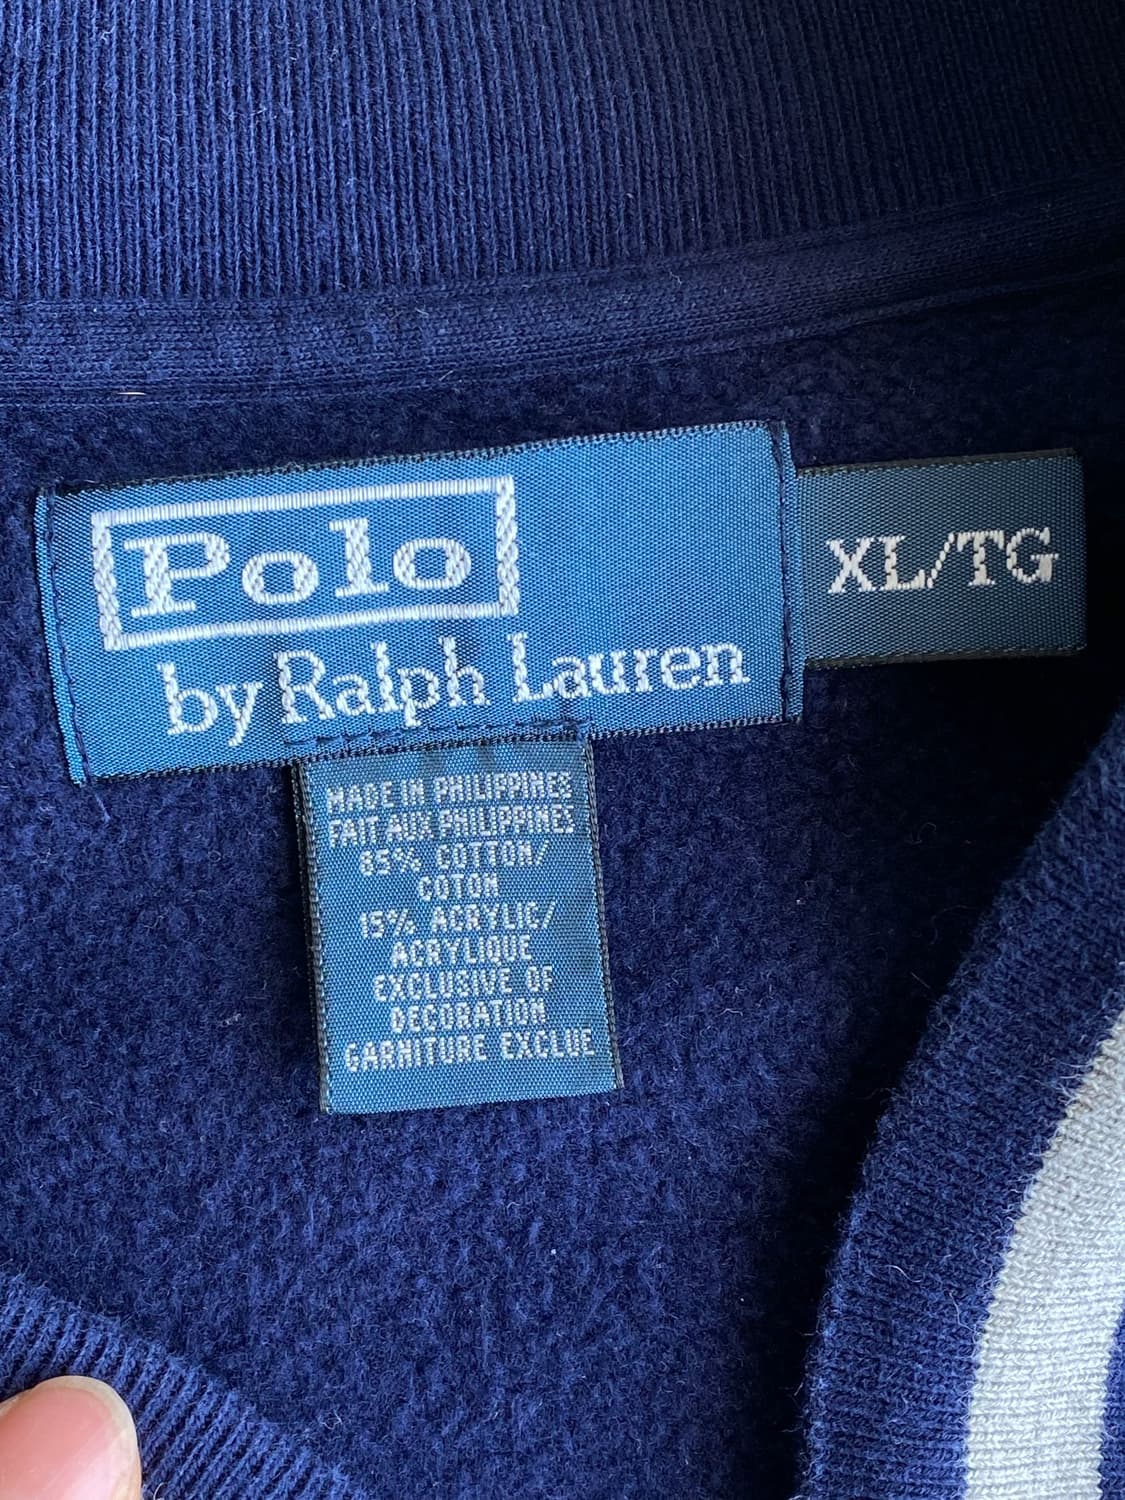 Polo
by Ralph Lauren
XL/TG
MADE IN PHILIPPINES
FAIT AUX PHILIPPINES
85% COTTON/
COTON
15% ACRYLIC/
ACRYLIQUE
EXCLUSIVE OF
DECORATION
GARNITURE EXCLUE